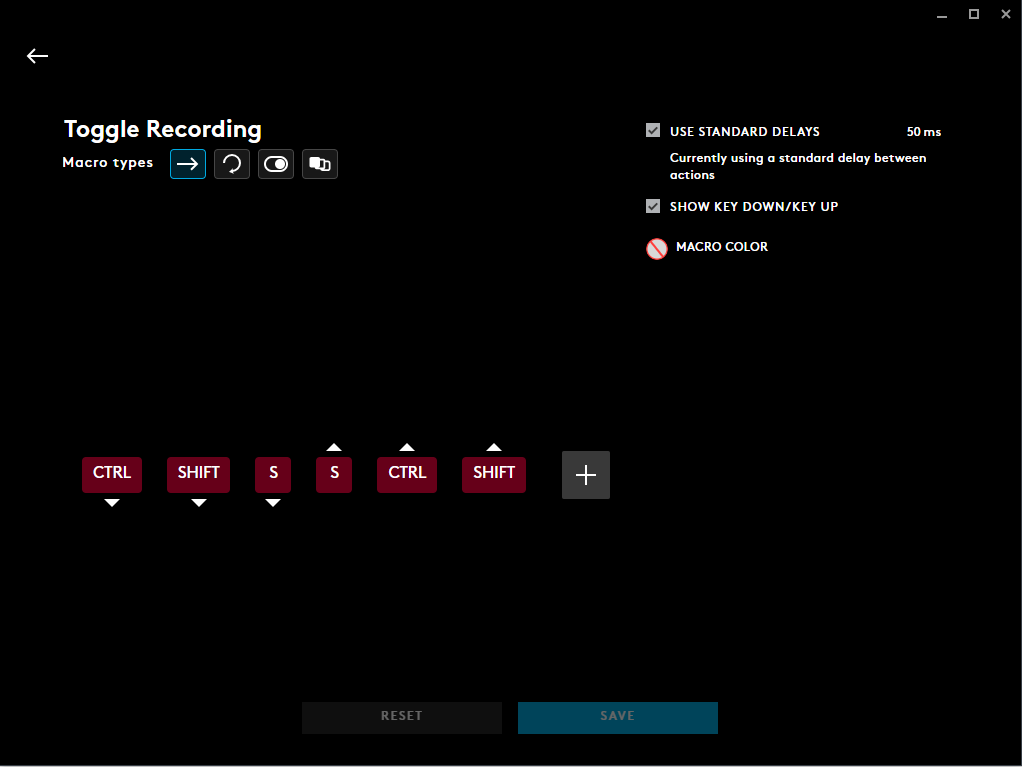 Toggle Recording
Macro types
USE STANDARD DELAYS 50 ms
Currently using a standard delay between
actions
SHOW KEY DOWN/KEY UP
MACRO COLOR
CTRL SHIFT S S CTRL SHIFT
RESET SAVE